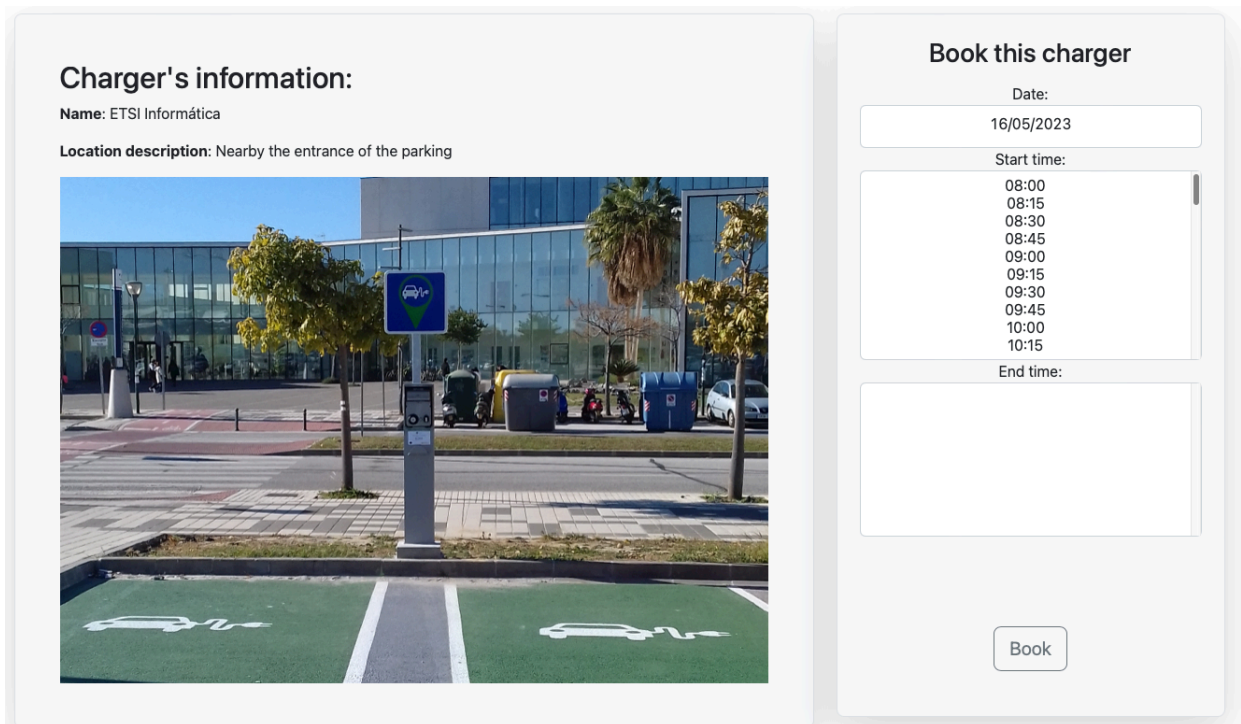 Charger's information:
Name: ETSI Informática
Location description: Nearby the entrance of the parking
Book this charger
Date:
16/05/2023
Start time:
08:00
08:15
08:30
08:45
09:00
09:15
09:30
09:45
10:00
10:15
End time:
Book